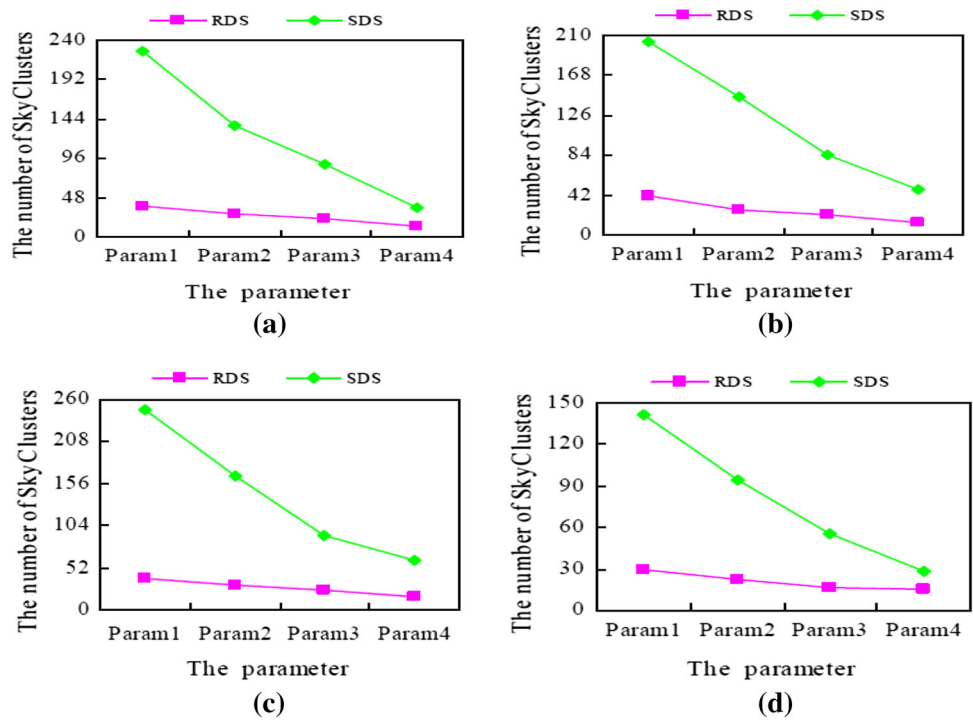 RDS SDS
The number of SkyClusters
240
192
144
96
48
0
Param1 Param2 Param3 Param4
The parameter
(a)
RDS SDS
The number of SkyClusters
210
168
126
84
42
0
Param1 Param2 Param3 Param4
The parameter
(b)
RDS SDS
The number of SkyClusters
260
208
156
104
52
0
Param1 Param2 Param3 Param4
The parameter
(c)
RDS SDS
The number of SkyClusters
150
120
90
60
30
0
Param1 Param2 Param3 Param4
The parameter
(d)